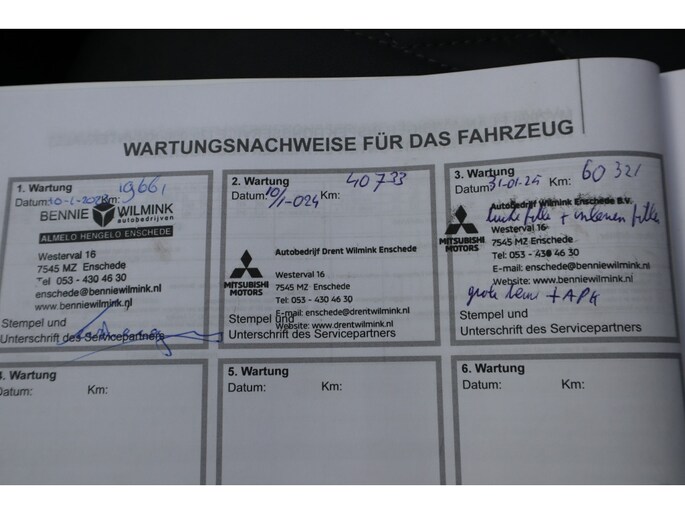 WARTUNGSNACHWEISE FÜR DAS FAHRZEUG
1. Wartung
Datum: Km: 19661
BENNIE WILMINK
autobedrijven
ALMELO HENGELO ENSCHEDE
Westerval 16
7545 MZ Enschede
Tel 053 - 430 46 30
enschede@benniewilmink.nl
www.benniewilmink.nl
Stempel und
Unterschrift des Servicepartners
2. Wartung
Datum: 10/1-024 Km: 40733
Autobedrijf Drent Wilmink Enschede
MITSUBISHI
MOTORS
Westerval 16
7545 MZ Enschede
Tel: 053 - 430 46 30
E-mail: enschede@drentwilmink.nl
Website: www.drentwilmink.nl
Stempel und
Unterschrift des Servicepartners
3. Wartung
Datum: 31-01-25 Km: 60321
Autobedrijf Wilmink Enschede B.V.
filter + interieur filter
MITSUBISHI
MOTORS
Westerval 16
7545 MZ Enschede
Tel: 053 - 430 46 30
E-mail: enschede@benniewilmink.nl
Website: www.benniewilmink.nl
grote beurt + APK
Stempel und
Unterschrift des Servicepartners
. Wartung
Datum: Km:
5. Wartung
Datum: Km:
6. Wartung
Datum: Km: